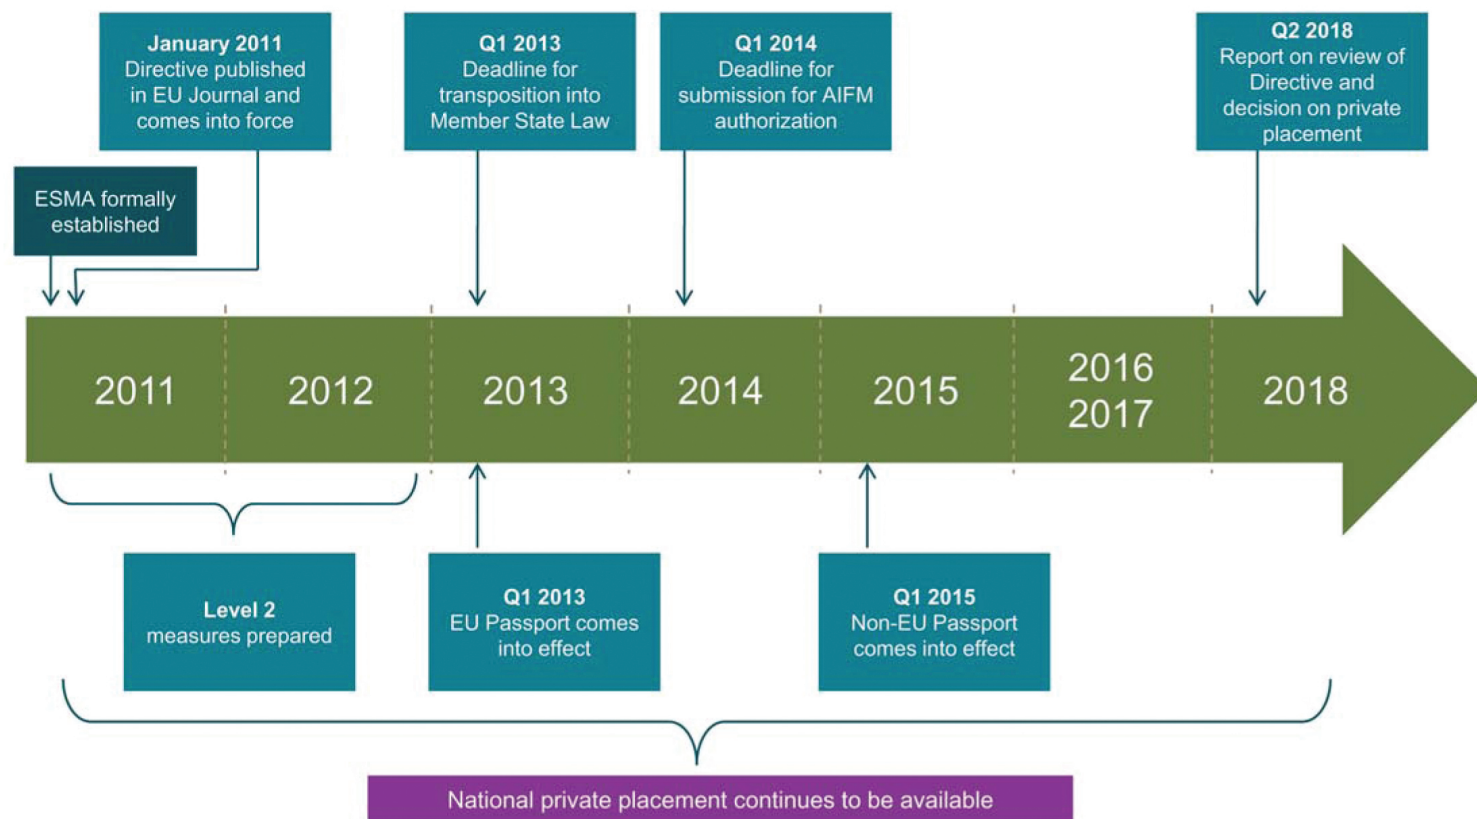 January 2011
Directive published
in EU Journal and
comes into force
Q1 2013
Deadline for
transposition into
Member State Law
Q1 2014
Deadline for
submission for AIFM
authorization
Q2 2018
Report on review of
Directive and
decision on private
placement
ESMA formally
established
2011
2012
2013
2014
2015
2016
2017
2018
Level 2
measures prepared
Q1 2013
EU Passport comes
into effect
Q1 2015
Non-EU Passport
comes into effect
National private placement continues to be available